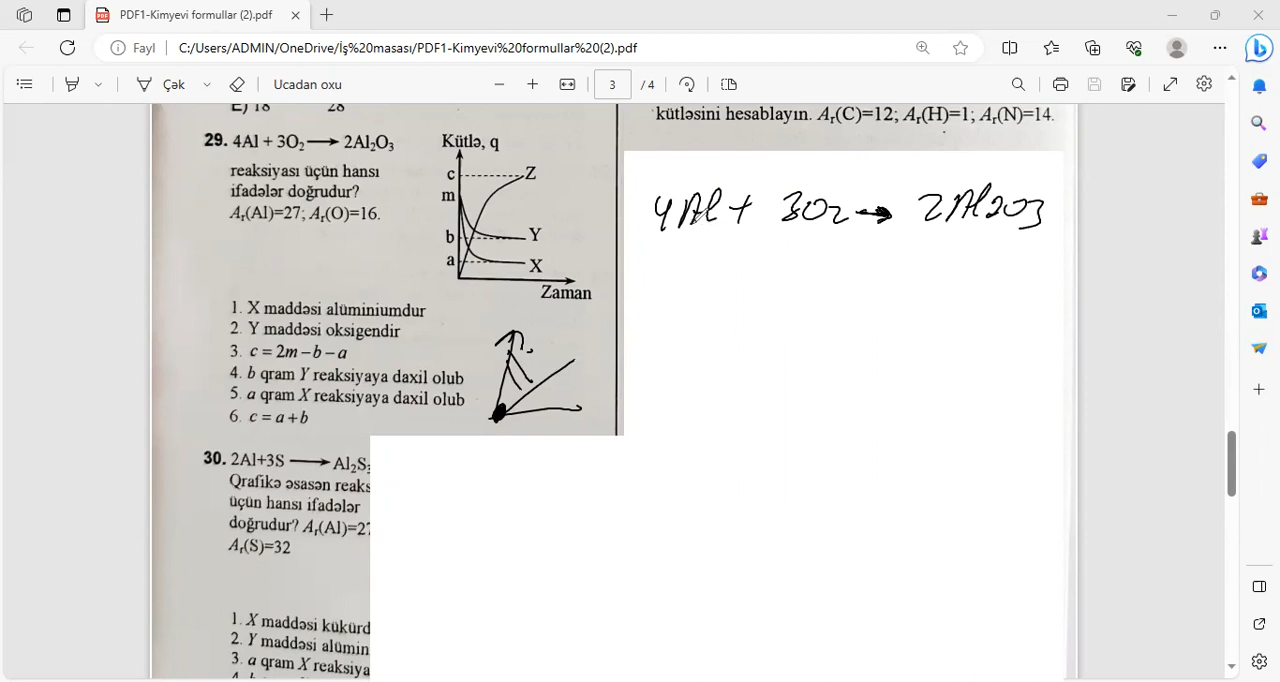 PDF1-Kimyevi formullar (2).pdf
Fayl
C:/Users/ADMIN/OneDrive/İş%20masası/PDF1-Kimyevi%20formullar%20(2).pdf
Çək
Ucadan oxu
3
/ 4
E) 18 28
29. 4Al + 3O₂ ⟶ 2Al₂O₃
reaksiyası üçün hansı
ifadələr doğrudur?
Aᵣ(Al)=27; Aᵣ(O)=16.
Kütlə, q
c
Z
m
b
Y
a
X
Zaman
1. X maddəsi alüminiumdur
2. Y maddəsi oksigendir
3. c = 2m – b – a
4. b qram Y reaksiyaya daxil olub
5. a qram X reaksiyaya daxil olub
6. c = a + b
30. 2Al+3S ⟶ Al₂S₃
Qrafikə əsasən reaks
üçün hansı ifadələr
doğrudur? Aᵣ(Al)=27
Aᵣ(S)=32
1. X maddəsi kükürd
2. Y maddəsi alümin
3. a qram X reaksiya
kütləsini hesablayın. Aᵣ(C)=12; Aᵣ(H)=1; Aᵣ(N)=14.
4Al + 3O2 → 2Al2O3